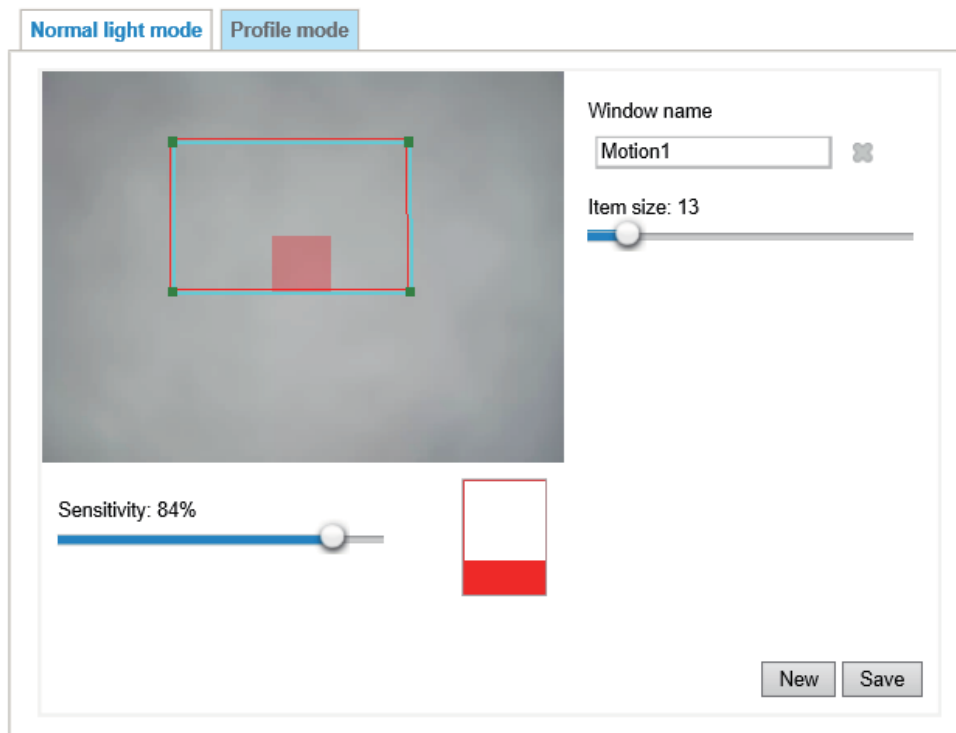 Normal light mode
Profile mode
Window name
Motion1
Item size: 13
Sensitivity: 84%
New
Save